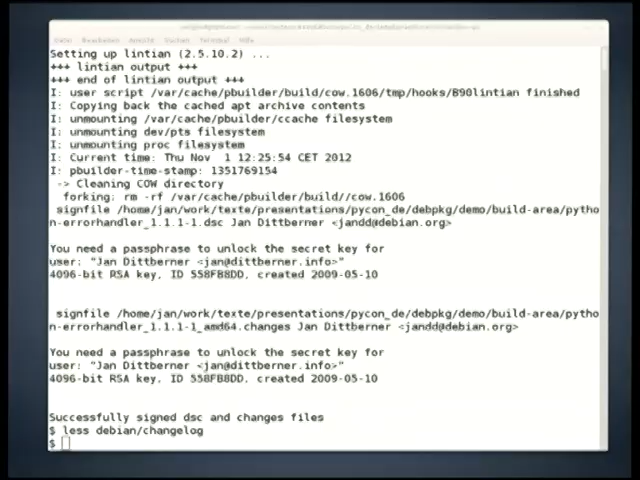 Datei Bearbeiten Ansicht Suchen Terminal Hilfe
Setting up lintian (2.5.10.2) ...
+++ lintian output +++
+++ end of lintian output +++
I: user script /var/cache/pbuilder/build/cow.1606/tmp/hooks/B90lintian finished
I: Copying back the cached apt archive contents
I: unmounting /var/cache/pbuilder/ccache filesystem
I: unmounting dev/pts filesystem
I: unmounting proc filesystem
I: Current time: Thu Nov  1 12:25:54 CET 2012
I: pbuilder-time-stamp: 1351769154
-> Cleaning COW directory
forking: rm -rf /var/cache/pbuilder/build//cow.1606
signfile /home/jan/work/texte/presentations/pycon_de/debpkg/demo/build-area/pytho
n-errorhandler_1.1.1-1.dsc Jan Dittberner <jandd@debian.org>
You need a passphrase to unlock the secret key for
user: "Jan Dittberner <jan@dittberner.info>"
4096-bit RSA key, ID 558FB8DD, created 2009-05-10
signfile /home/jan/work/texte/presentations/pycon_de/debpkg/demo/build-area/pytho
n-errorhandler_1.1.1-1_amd64.changes Jan Dittberner <jandd@debian.org>
You need a passphrase to unlock the secret key for
user: "Jan Dittberner <jan@dittberner.info>"
4096-bit RSA key, ID 558FB8DD, created 2009-05-10
Successfully signed dsc and changes files
$ less debian/changelog
$